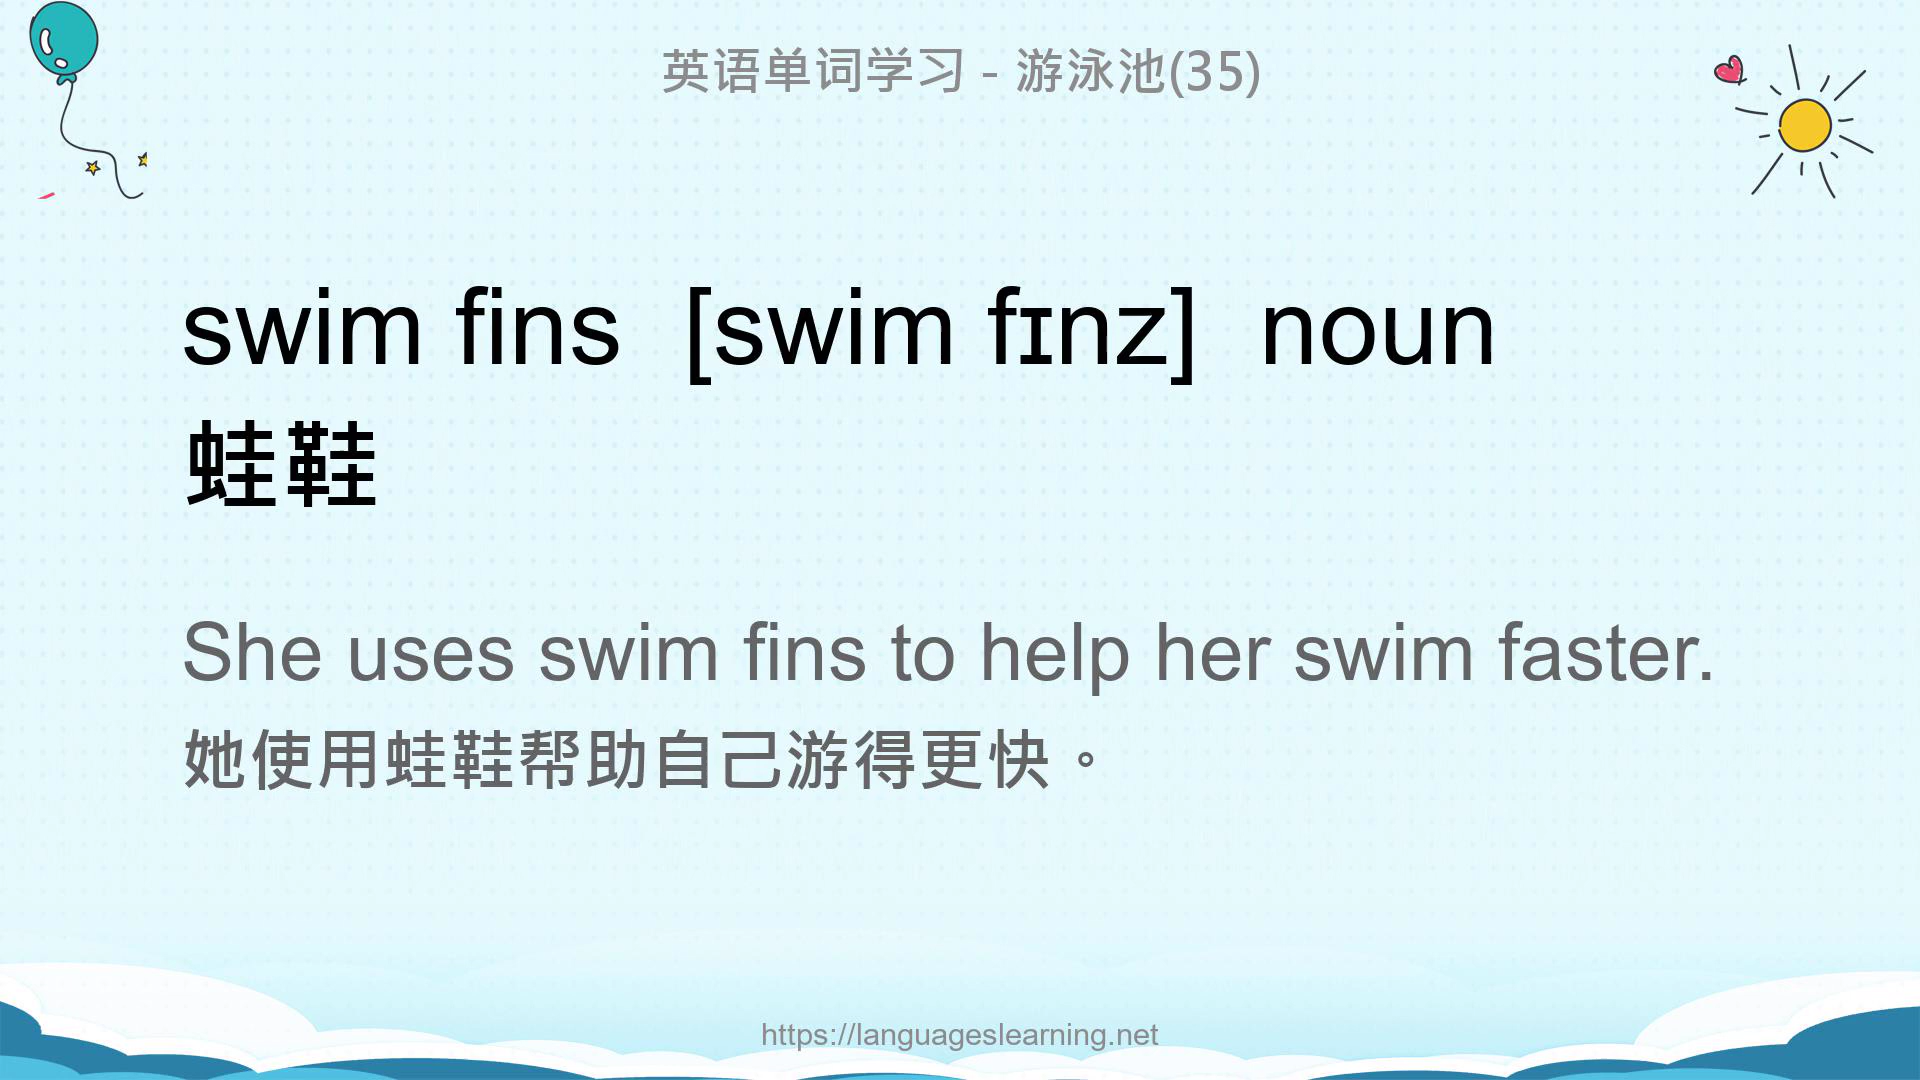 英语单词学习 - 游泳池(35)
swim fins  [swim fɪnz]  noun
蛙鞋
She uses swim fins to help her swim faster.
她使用蛙鞋帮助自己游得更快。
https://languageslearning.net